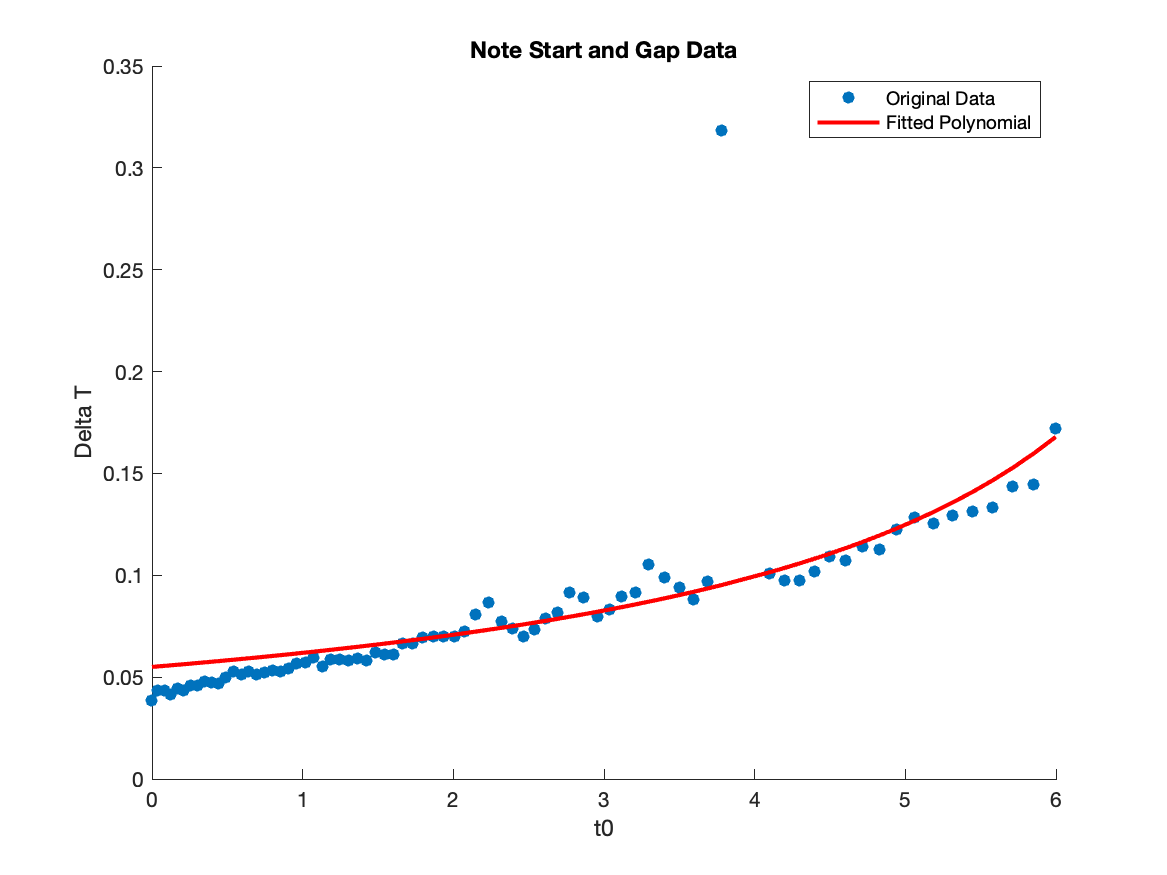 Note Start and Gap Data
Original Data
Fitted Polynomial
0.35
0.3
0.25
0.2
0.15
0.1
0.05
0
Delta T
0 1 2 3 4 5 6
t0